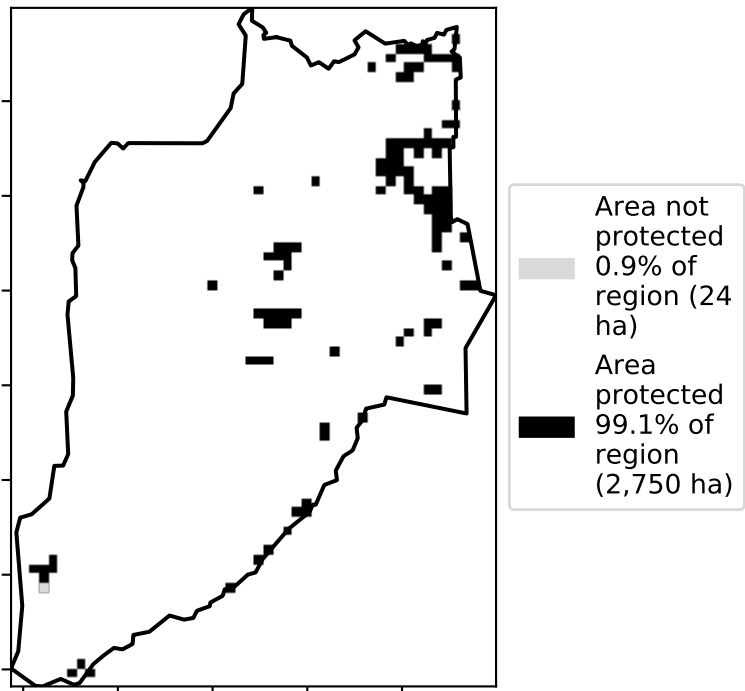 Area not
protected
0.9% of
region (24
ha)
Area
protected
99.1% of
region
(2,750 ha)